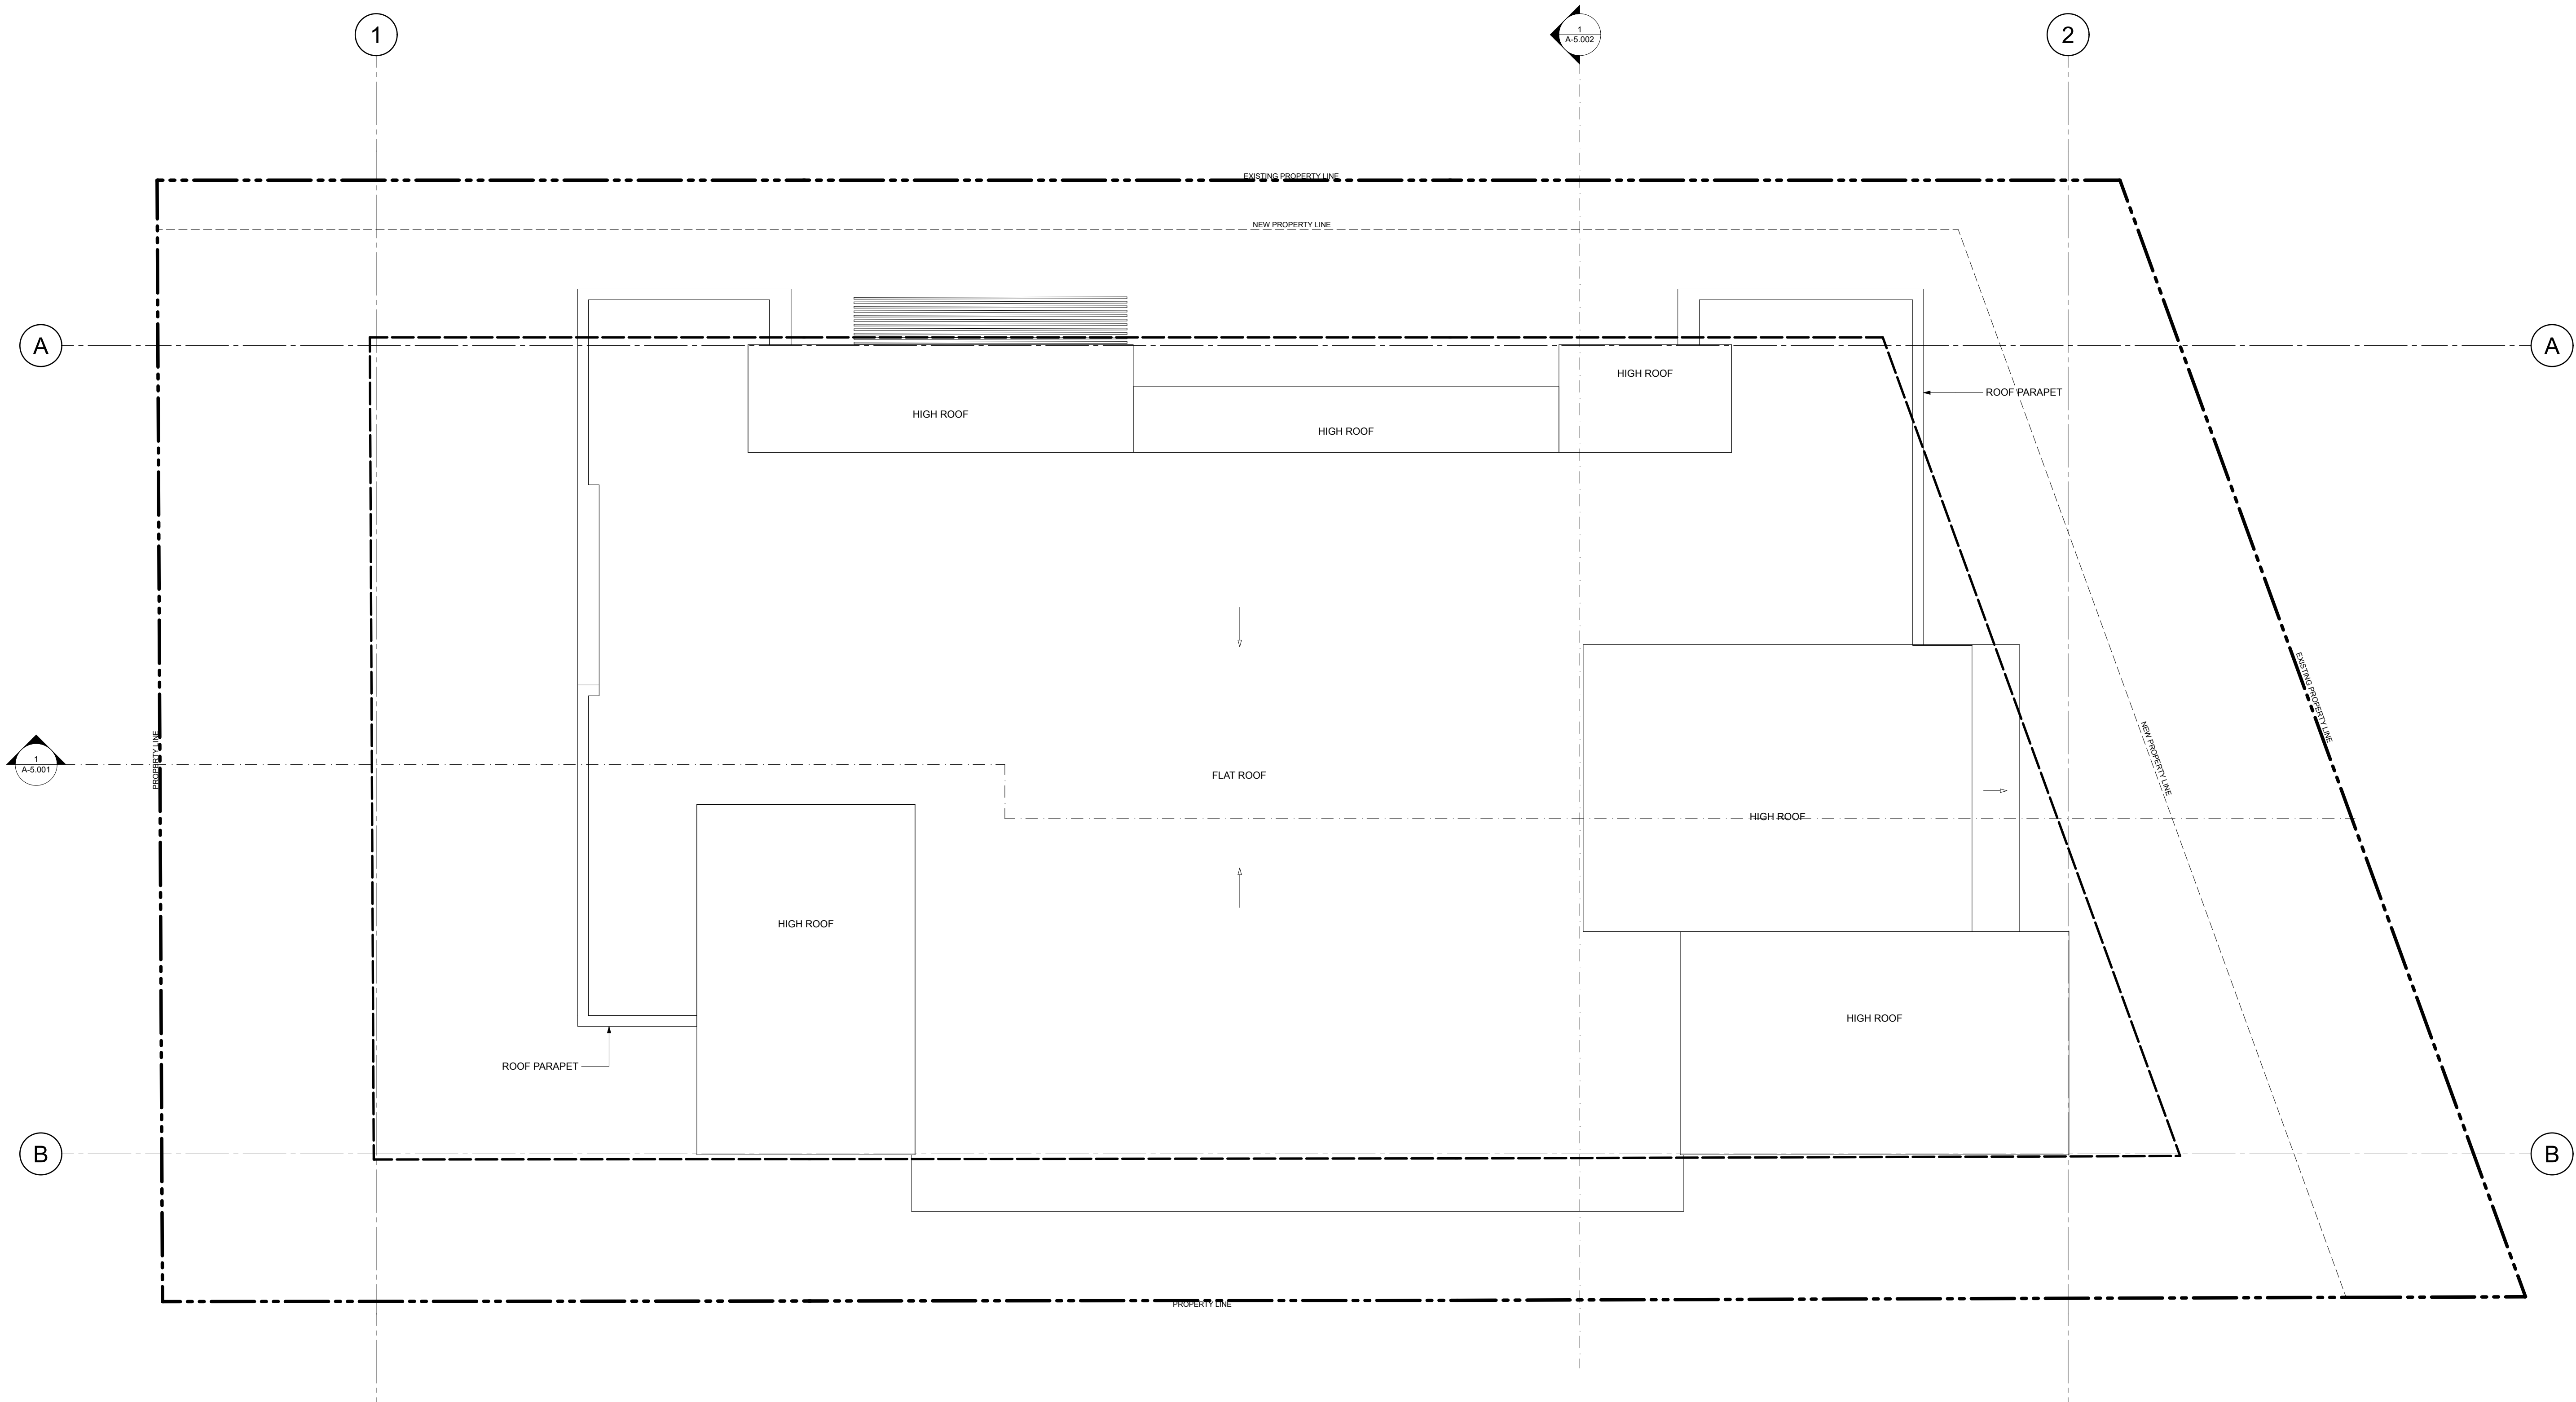 1
1
A-5.002
2
EXISTING PROPERTY LINE
NEW PROPERTY LINE
A
A
HIGH ROOF
ROOF PARAPET
HIGH ROOF
HIGH ROOF
EXISTING PROPERTY LINE
NEW PROPERTY LINE
PROPERTY LINE
1
A-5.001
FLAT ROOF
HIGH ROOF
HIGH ROOF
HIGH ROOF
ROOF PARAPET
B
B
PROPERTY LINE